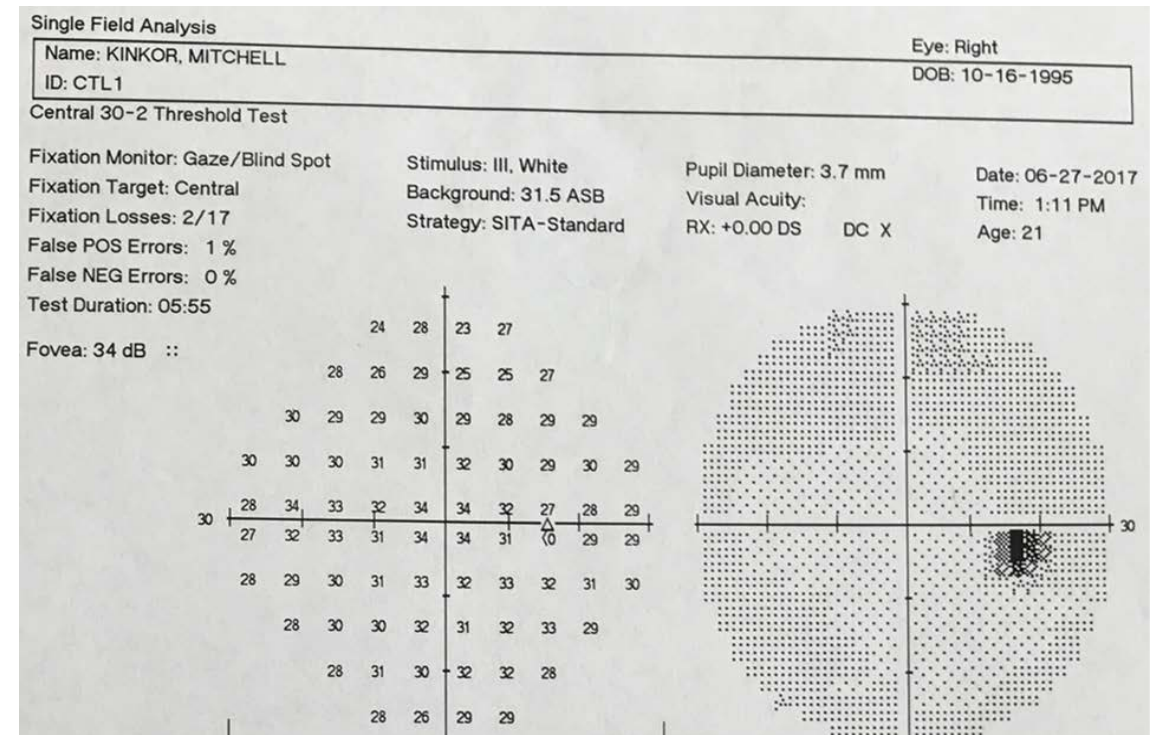 Single Field Analysis
Eye: Right
Name: KINKOR, MITCHELL
DOB: 10-16-1995
ID: CTL1
Central 30-2 Threshold Test
Fixation Monitor: Gaze/Blind Spot
Fixation Target: Central
Fixation Losses: 2/17
False POS Errors: 1 %
False NEG Errors: 0 %
Test Duration: 05:55
Fovea: 34 dB ::
Stimulus: III, White
Background: 31.5 ASB
Strategy: SITA-Standard
Pupil Diameter: 3.7 mm
Visual Acuity:
RX: +0.00 DS DC X
Date: 06-27-2017
Time: 1:11 PM
Age: 21
24 28 23 27
28 26 29 25 25 27
30 29 29 30 29 28 29 29
30 30 30 31 31 32 30 29 30 29
28 34 33 32 34 34 32 27 28 29
30
30
27 32 33 31 34 34 31 <0 29 29
28 29 30 31 33 32 33 32 31 30
28 30 30 32 31 32 33 29
28 31 30 32 32 28
28 26 29 29